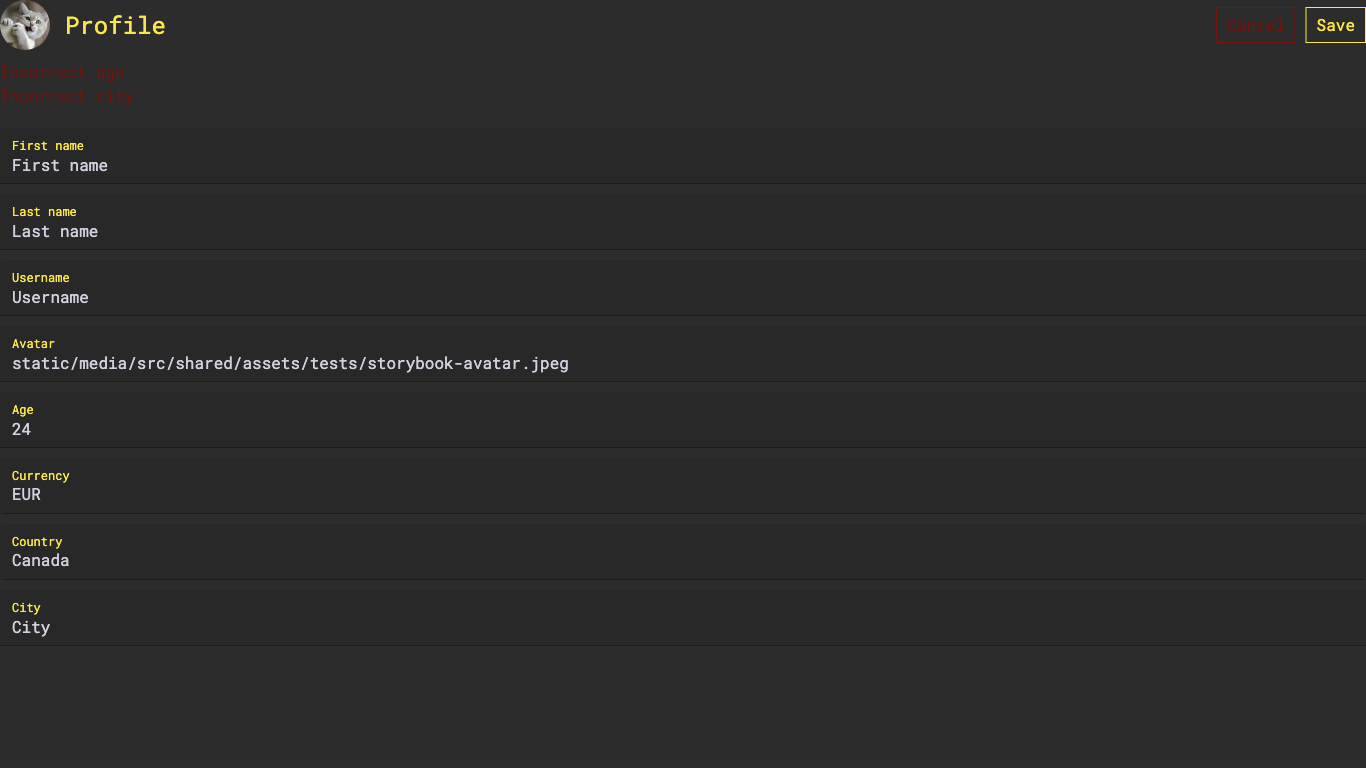 Profile
Cancel
Save
Incorrect age
Incorrect city
First name
First name
Last name
Last name
Username
Username
Avatar
static/media/src/shared/assets/tests/storybook-avatar.jpeg
Age
24
Currency
EUR
Country
Canada
City
City